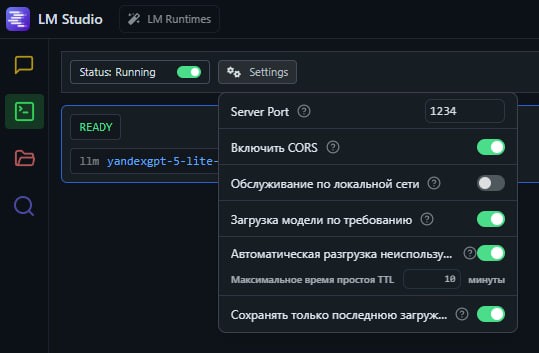 LM Studio
LM Runtimes
Status: Running
Settings
READY
llm yandexgpt-5-lite-
Server Port
1234
Включить CORS
Обслуживание по локальной сети
Загрузка модели по требованию
Автоматическая разгрузка неиспользу...
Максимальное время простоя TTL 10 минуты
Сохранять только последнюю загруж...